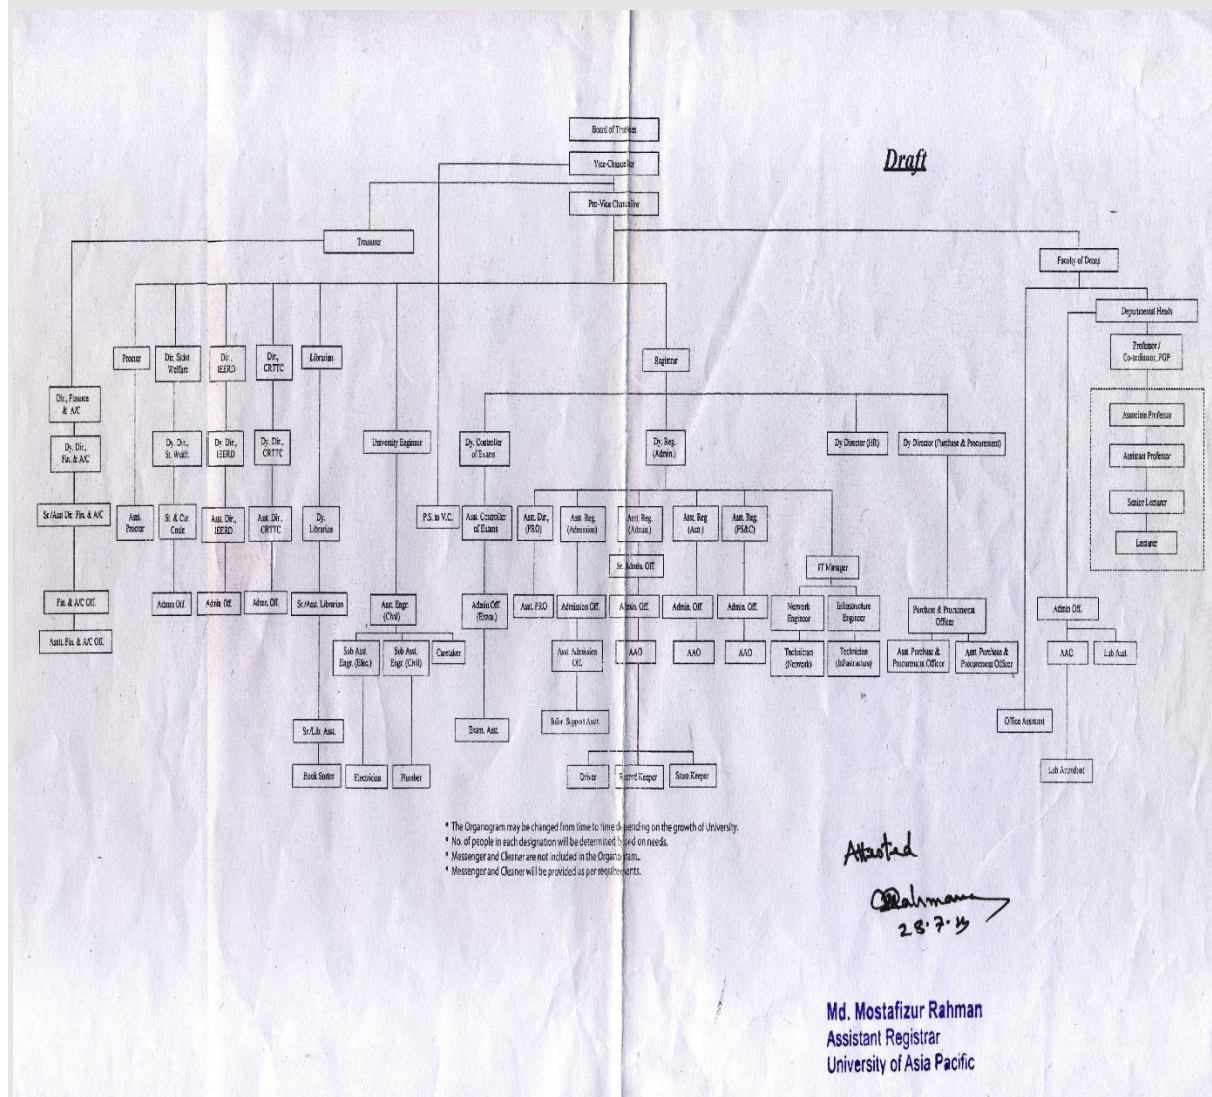 Board of Trustees
Draft
Vice-Chancellor
Pro-Vice Chancellor
Treasurer
Faculty of Deans
Departmental Heads
Proctor
Dir. Stdnt
Welfare
Dir.,
IEERD
Dir.,
CRTTC
Librarian
Registrar
Professor /
Co-ordinator, PGP
Dir., Finance
& A/C
Associate Professor
Dy. Dir.,
Fin. & A/C
Dy. Dir.,
St. Welfr.
Dy. Dir.,
IEERD
Dy. Dir.,
CRTTC
University Engineer
Dy. Controller
of Exams
Dy. Reg.
(Admin.)
Dy Director (HR)
Dy Director (Purchase & Procurement)
Assistant Professor
Sr./Asst Dir. Fin. & A/C
Asst.
Proctor
St. & Car.
Asst. Dir.,
IEERD
Asst. Dir.,
CRTTC
Dy.
Librarian
P.S. to V.C.
Asst. Controller
of Exams
Asst. Dir.,
(PRO)
Asst. Reg.
(Admission)
Asst. Reg.
(Admin.)
Asst. Reg.
Asst. Reg.
(PS&C)
Senior Lecturer
Lecturer
Sr. Admin. Off.
IT Manager
Fin. & A/C Off.
Admin Off.
Admn. Off.
Admn. Off.
Sr./Asst. Librarian
Asst. Engr.
(Civil)
Admin Off.
(Exam.)
Asst. PRO
Admission Off.
Admin. Off.
Admin. Off.
Admin. Off.
Network
Engineer
Infrastructure
Engineer
Purchase & Procurement
Officer
Admin Off.
Asstt. Fin. & A/C Off.
Sub Asst.
Engr. (Elec.)
Sub Asst.
Engr. (Civil)
Caretaker
Asst. Admission
Off.
AAO
AAO
AAO
Technician
(Network)
Technician
(Infrastructure)
Asst. Purchase &
Procurement Officer
Asst. Purchase &
Procurement Officer
AAO
Lab Asst.
Sr./Lib. Asst.
Exam. Asst.
Infor. Support Asstt.
Office Assistant
Book Sorter
Electrician
Plumber
Driver
Record Keeper
Store Keeper
Lab Attendent
* The Organogram may be changed from time to time depending on the growth of University.
* No. of people in each designation will be determined based on needs.
* Messenger and Cleaner are not included in the Organogram..
* Messenger and Cleaner will be provided as per requirements.
Attested
Rahman
28.7.
Md. Mostafizur Rahman
Assistant Registrar
University of Asia Pacific